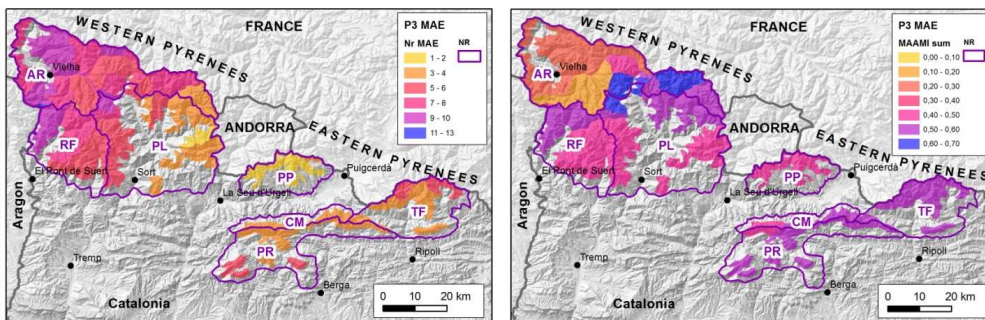 WESTERN PYRENEES
FRANCE
P3 MAE
Nr MAE
NR
1 - 2
3 - 4
5 - 6
7 - 8
9 - 10
11 - 13
AR
Vielha
ANDORRA
EASTERN PYRENEES
RF
PL
El Pont de Suert
Sort
PP
Puigcerdà
La Seu d'Urgell
Aragon
CM
TF
PR
Tremp
Ripoll
Berga
Catalonia
0 10 20 km
WESTERN PYRENEES
FRANCE
P3 MAE
MAAMI sum
NR
0,00 - 0,10
0,10 - 0,20
0,20 - 0,30
0,30 - 0,40
0,40 - 0,50
0,50 - 0,60
0,60 - 0,70
AR
Vielha
ANDORRA
EASTERN PYRENEES
RF
PL
El Pont de Suert
Sort
PP
Puigcerdà
La Seu d'Urgell
Aragon
CM
TF
PR
Tremp
Ripoll
Berga
Catalonia
0 10 20 km